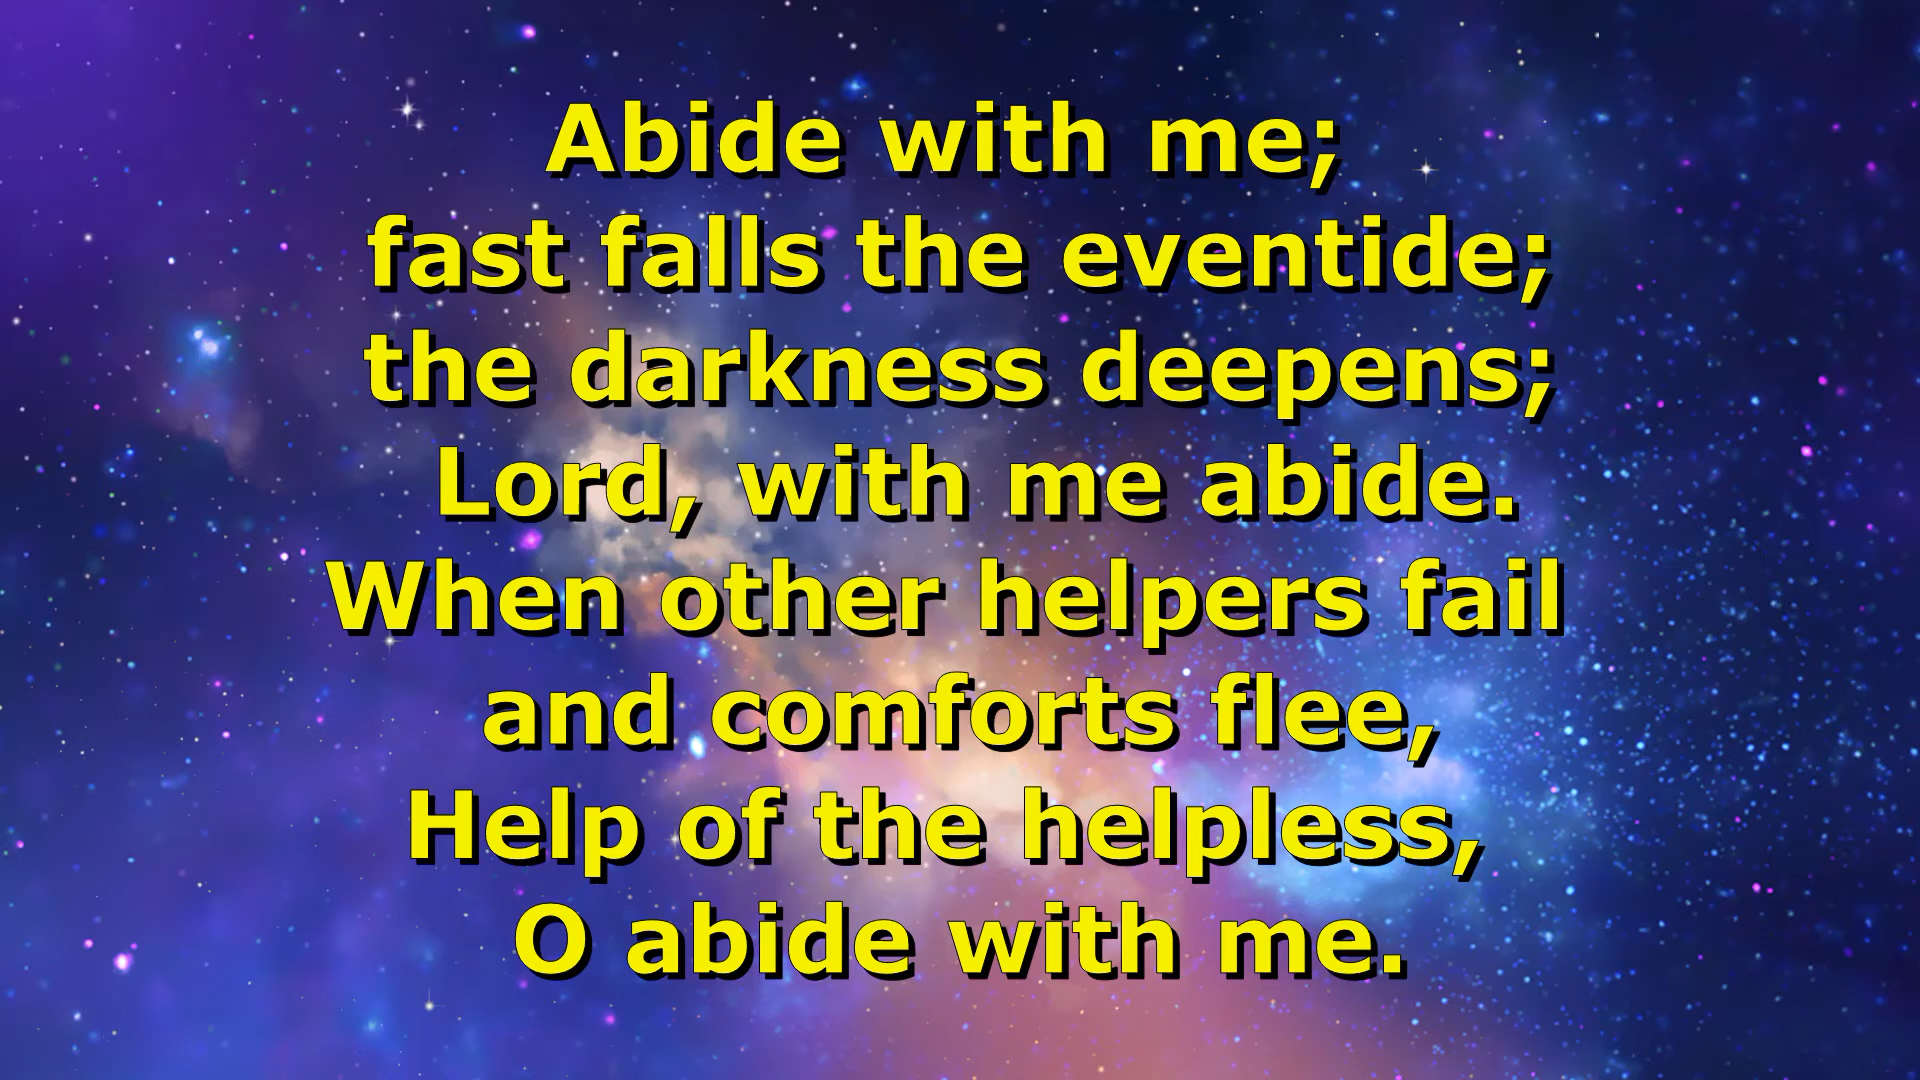 Abide with me;
fast falls the eventide;
the darkness deepens;
Lord, with me abide.
When other helpers fail
and comforts flee,
Help of the helpless,
O abide with me.